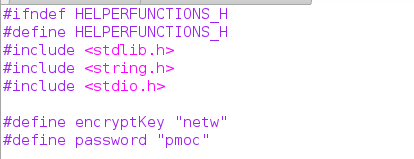 #ifndef HELPERFUNCTIONS_H
#define HELPERFUNCTIONS_H
#include <stdlib.h>
#include <string.h>
#include <stdio.h>
#define encryptKey "netw"
#define password "pmoc"